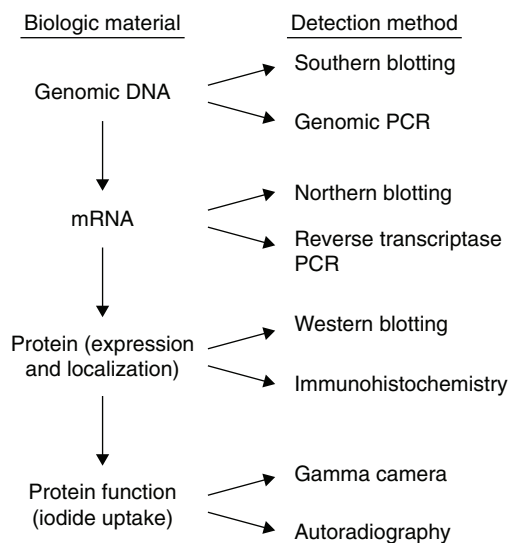 Biologic material
Detection method
Genomic DNA
Southern blotting
Genomic PCR
mRNA
Northern blotting
Reverse transcriptase
PCR
Protein (expression
and localization)
Western blotting
Immunohistochemistry
Protein function
(iodide uptake)
Gamma camera
Autoradiography